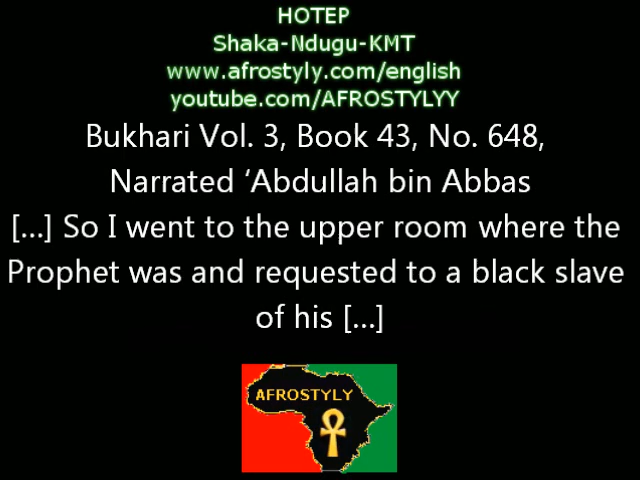 HOTEP
Shaka-Ndugu-KMT
www.afrostyly.com/english
youtube.com/AFROSTYLYY
Bukhari Vol. 3, Book 43, No. 648,
Narrated ‘Abdullah bin Abbas
[...] So I went to the upper room where the
Prophet was and requested to a black slave
of his [...]
AFROSTYLY